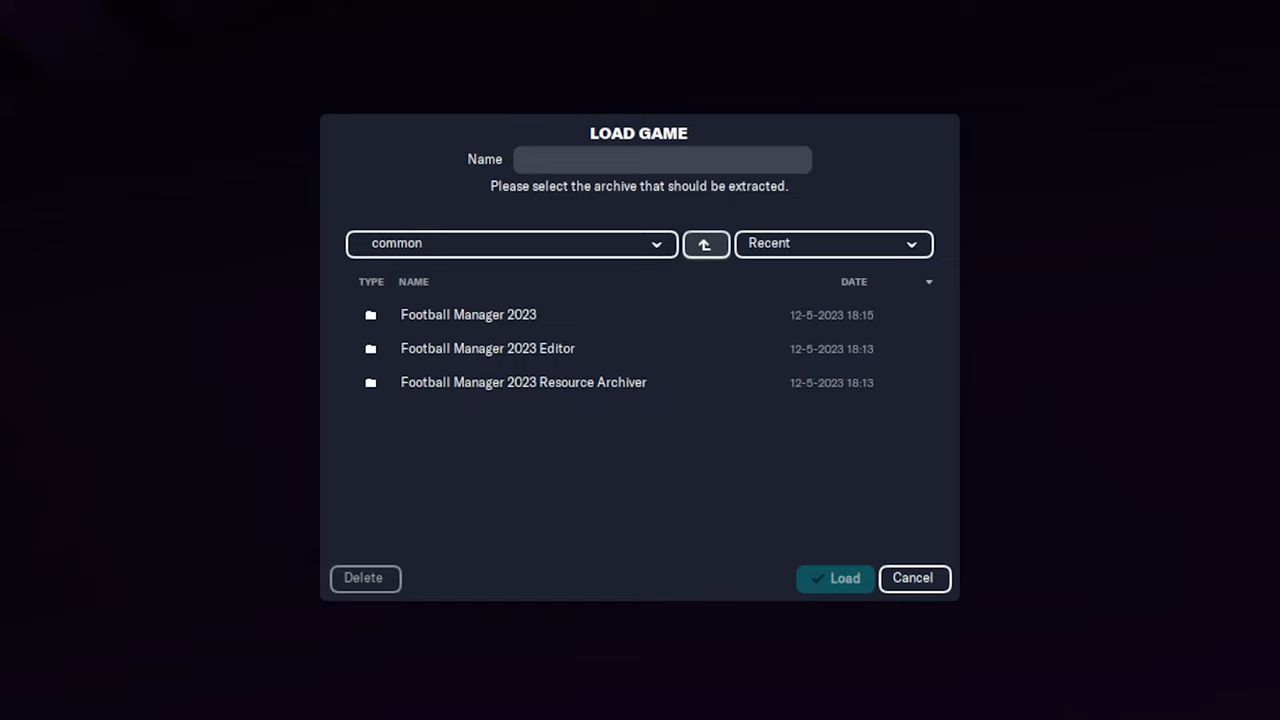 LOAD GAME
Name
Please select the archive that should be extracted.
common Recent
TYPE NAME DATE
Football Manager 2023 12-5-2023 18:15
Football Manager 2023 Editor 12-5-2023 18:13
Football Manager 2023 Resource Archiver 12-5-2023 18:13
Delete Load Cancel